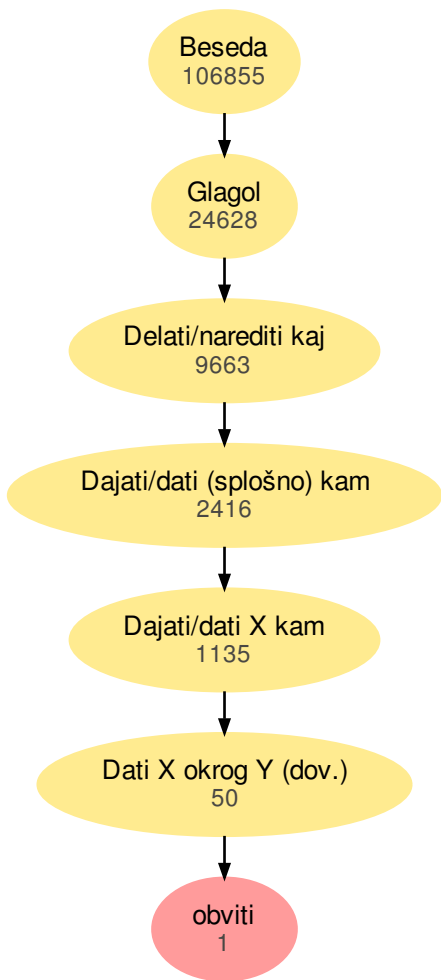 Beseda
106855
Glagol
24628
Delati/narediti kaj
9663
Dajati/dati (splošno) kam
2416
Dajati/dati X kam
1135
Dati X okrog Y (dov.)
50
obviti
1